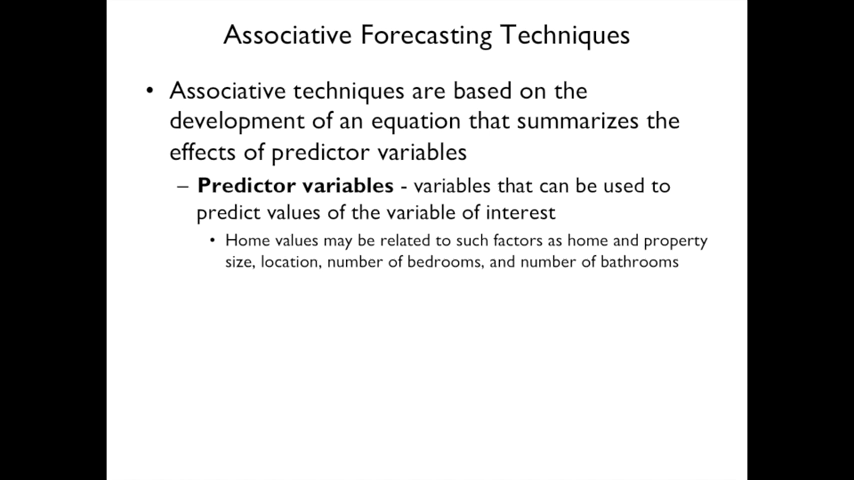 Associative Forecasting Techniques
• Associative techniques are based on the
development of an equation that summarizes the
effects of predictor variables
– Predictor variables - variables that can be used to
predict values of the variable of interest
• Home values may be related to such factors as home and property
size, location, number of bedrooms, and number of bathrooms